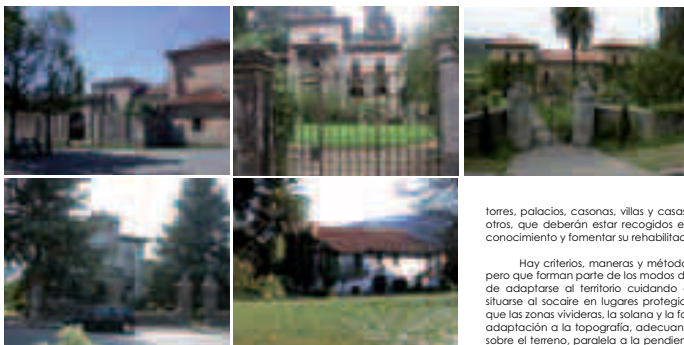 torres, palacios, casonas, villas y casas
otros, que deberán estar recogidos e
conocimiento y fomentar su rehabilitac
Hay criterios, maneras y método
pero que forman parte de los modos d
de adaptarse al territorio cuidando
situarse al socaire en lugares protegid
que las zonas vivideras, la solana y la fa
adaptación a la topografía, adecuan
sobre el terreno, paralela a la pendien